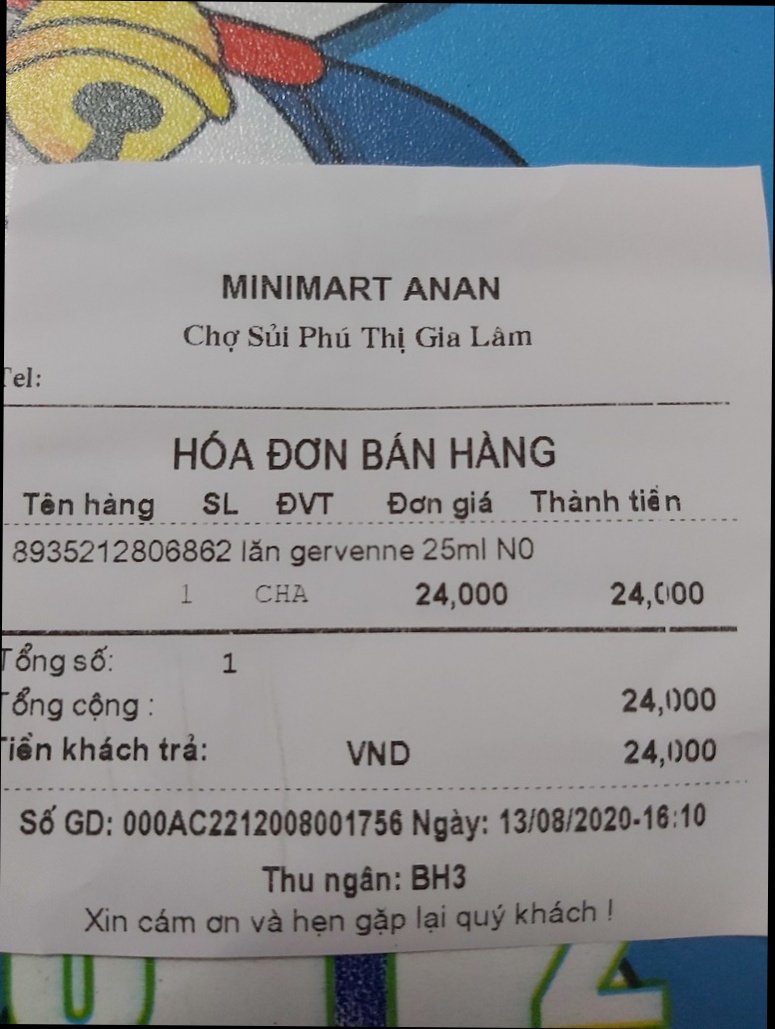 MINIMART ANAN
Chợ Sủi Phú Thị Gia Lâm
Tel:
HÓA ĐƠN BÁN HÀNG
Tên hàng SL ĐVT Đơn giá Thành tiền
8935212806862 lăn gervenne 25ml N0
1 CHA 24,000 24,000
Tổng số: 1
Tổng cộng : 24,000
Tiền khách trả: VND 24,000
Số GD: 000AC2212008001756 Ngày: 13/08/2020-16:10
Thu ngân: BH3
Xin cám ơn và hẹn gặp lại quý khách !